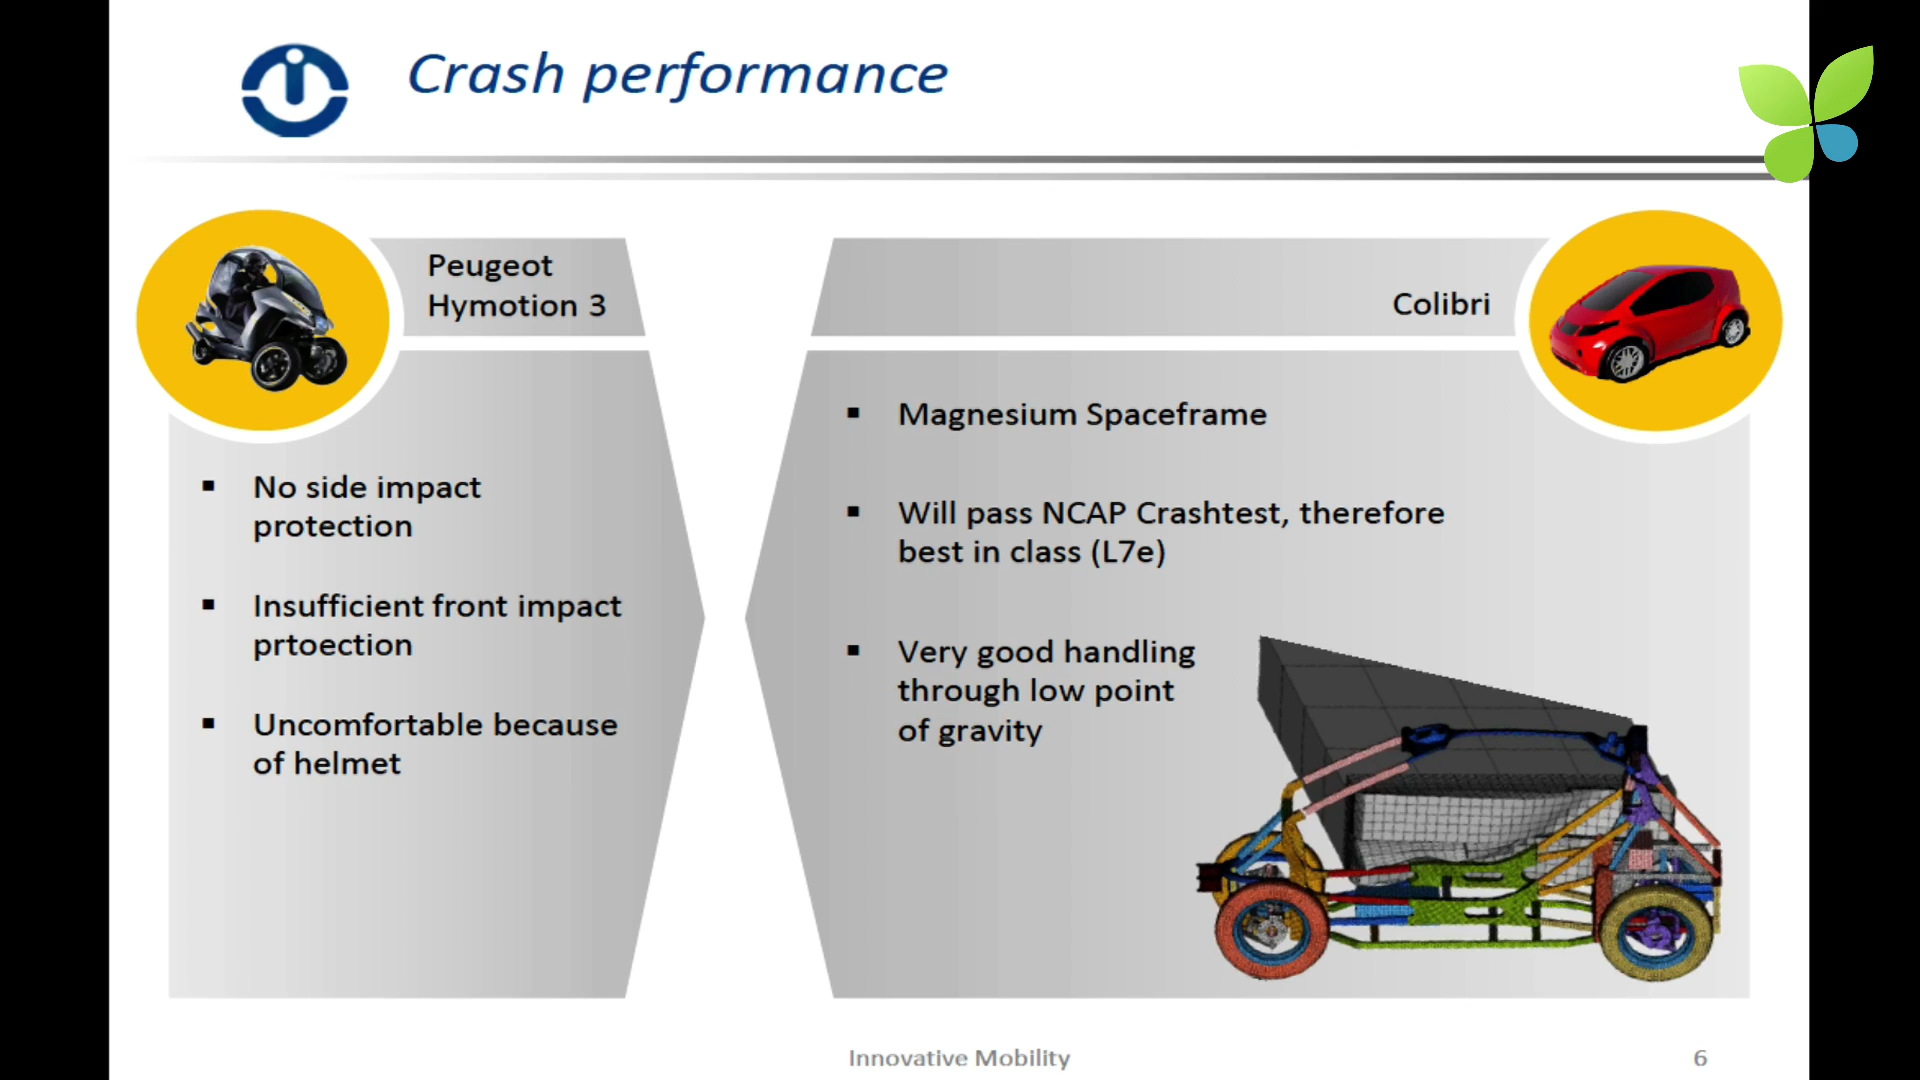 Crash performance
Peugeot
Hymotion 3
Colibri
▪ No side impact
protection
▪ Insufficient front impact
prtoection
▪ Uncomfortable because
of helmet
▪ Magnesium Spaceframe
▪ Will pass NCAP Crashtest, therefore
best in class (L7e)
▪ Very good handling
through low point
of gravity
Innovative Mobility
6